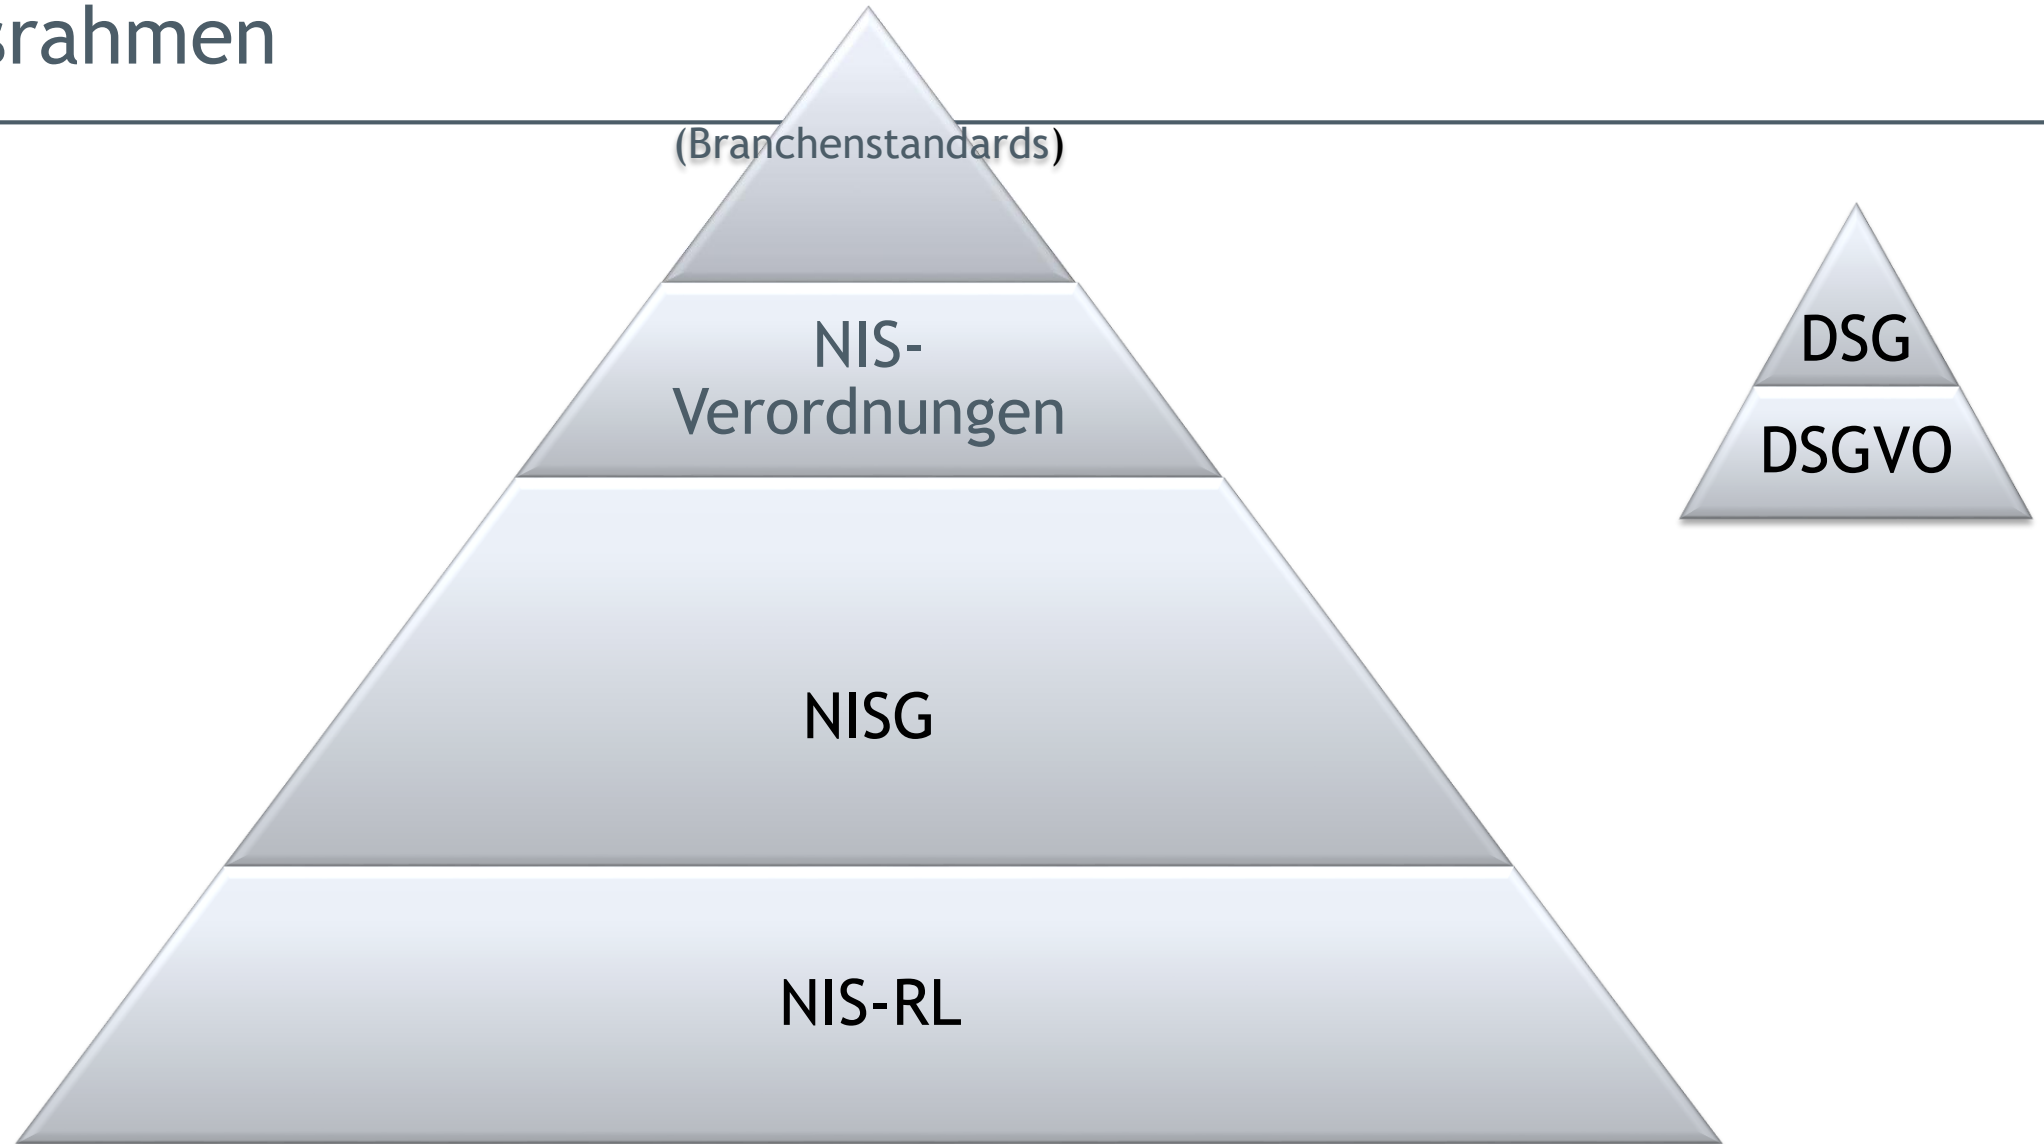 srahmen
(Branchenstandards)
NIS-
Verordnungen
NISG
NIS-RL
DSG
DSGVO